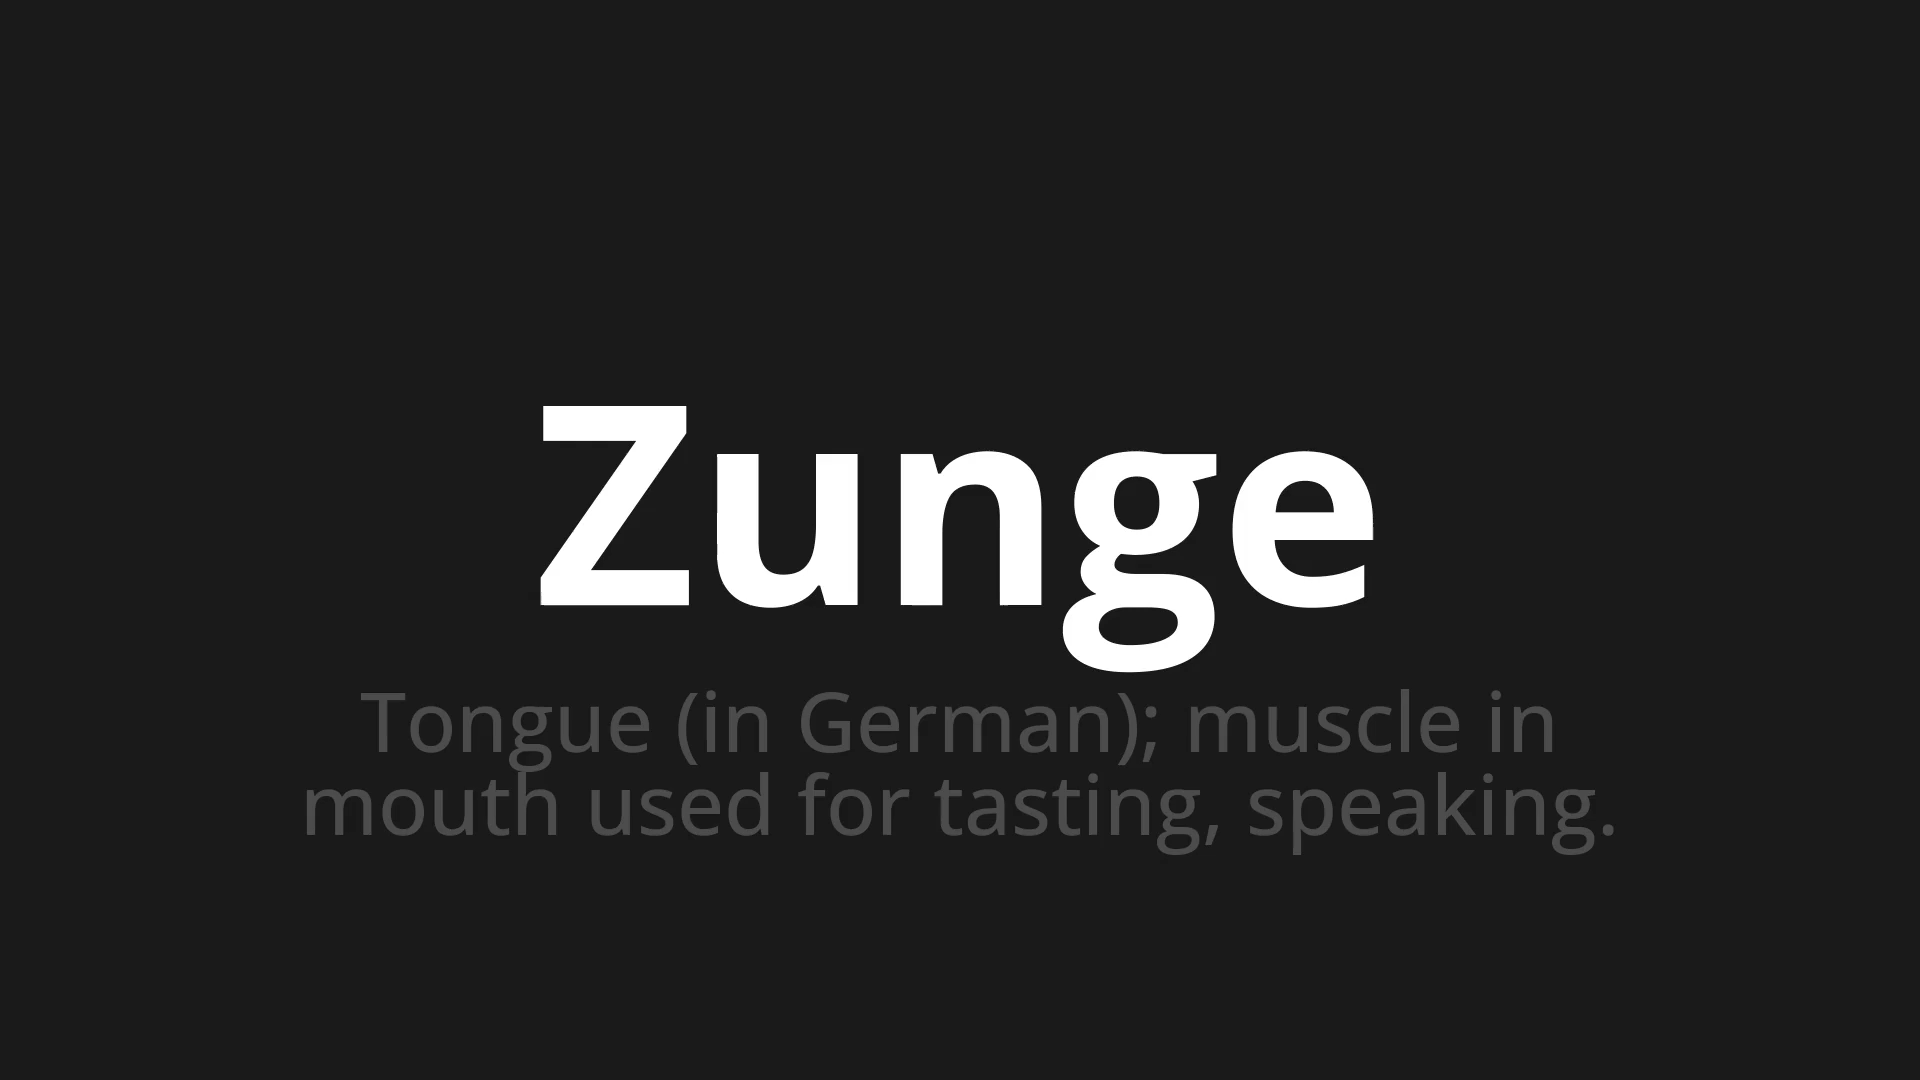 Zunge
Tongue (in German); muscle in
mouth used for tasting, speaking.